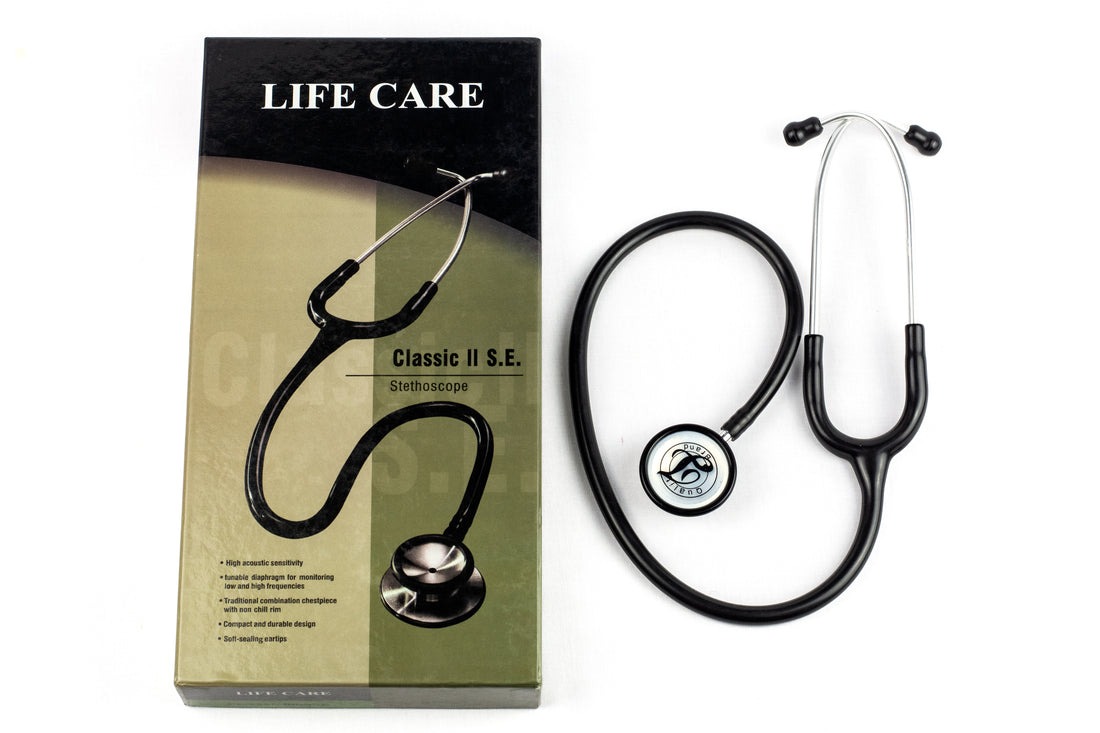 LIFE CARE
Classic II S.E.
Stethoscope
• High acoustic sensitivity
• tunable diaphragm for monitoring
low and high frequencies
• Traditional combination chestpiece
with non chill rim
• Compact and durable design
• Soft-sealing eartips
LIFE CARE
Brand